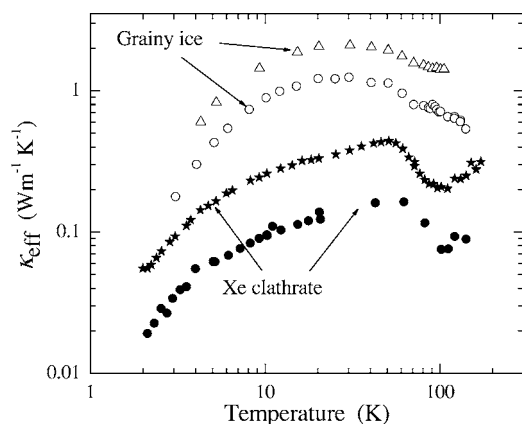 Grainy ice
Xe clathrate
κeff (Wm-1 K-1)
1
0.1
0.01
1
10
100
Temperature (K)